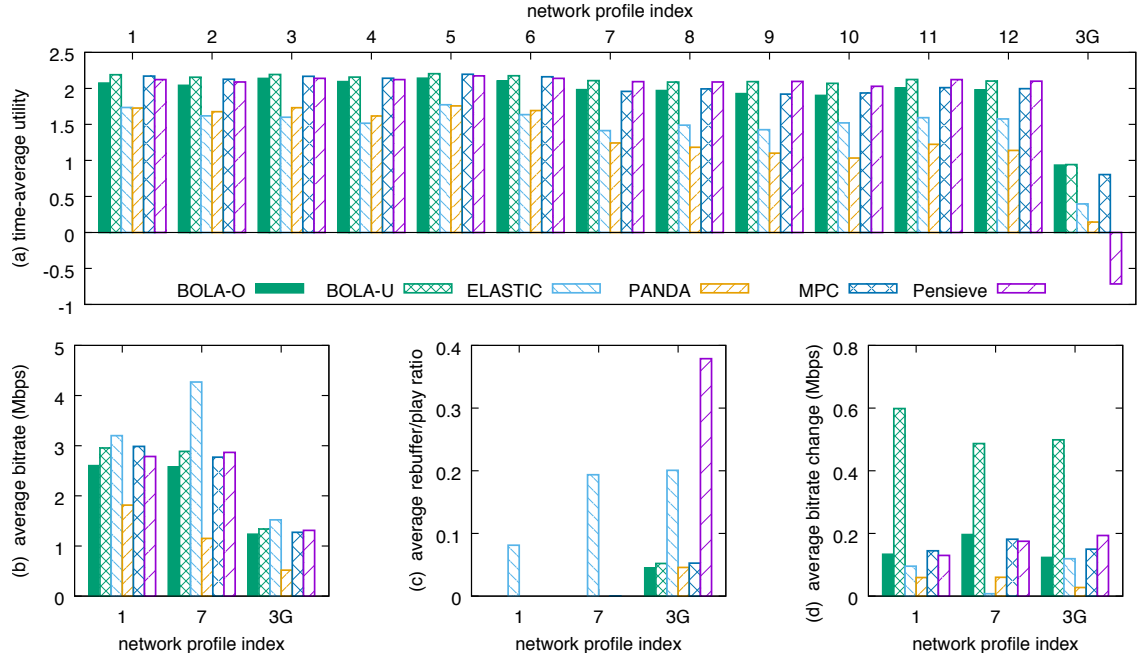 network profile index
1 2 3 4 5 6 7 8 9 10 11 12 3G
(a) time-average utility
2.5
2
1.5
1
0.5
0
-0.5
-1
BOLA-O BOLA-U ELASTIC PANDA MPC Pensieve
(b) average bitrate (Mbps)
5
4
3
2
1
0
1 7 3G
network profile index
(c) average rebuffer/play ratio
0.4
0.3
0.2
0.1
0
1 7 3G
network profile index
(d) average bitrate change (Mbps)
0.8
0.6
0.4
0.2
0
1 7 3G
network profile index